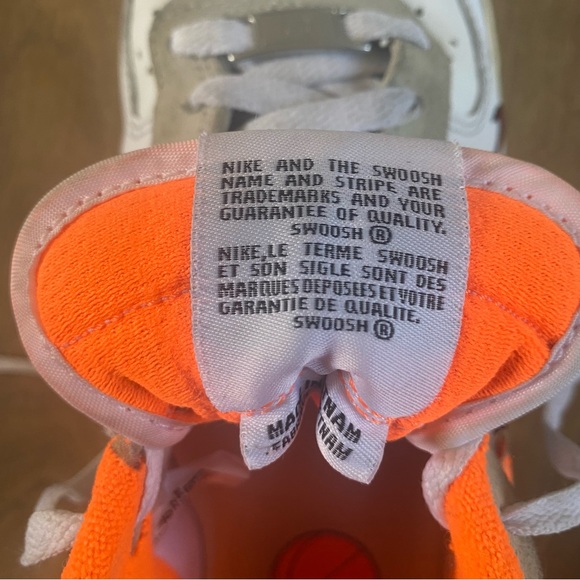 NIKE AND THE SWOOSH
NAME AND STRIPE ARE
TRADEMARKS AND YOUR
GUARANTEE OF QUALITY.
SWOOSH ®
NIKE,LE TERME SWOOSH
ET SON SIGLE SONT DES
MARQUES DEPOSEES ET VOTRE
GARANTIE DE QUALITE.
SWOOSH ®